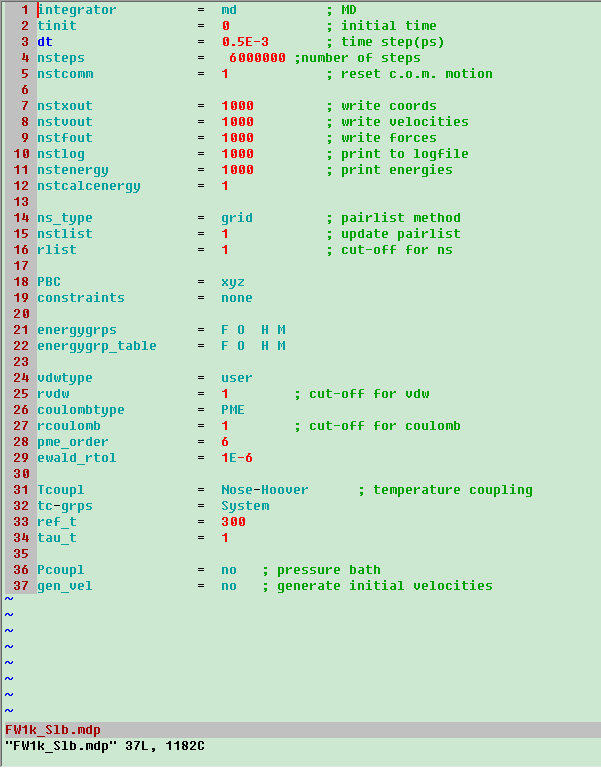 1 integrator = md ; MD
2 tinit = 0 ; initial time
3 dt = 0.5E-3 ; time step(ps)
4 nsteps = 6000000 ;number of steps
5 nstcomm = 1 ; reset c.o.m. motion
6
7 nstxout = 1000 ; write coords
8 nstvout = 1000 ; write velocities
9 nstfout = 1000 ; write forces
10 nstlog = 1000 ; print to logfile
11 nstenergy = 1000 ; print energies
12 nstcalcenergy = 1
13
14 ns_type = grid ; pairlist method
15 nstlist = 1 ; update pairlist
16 rlist = 1 ; cut-off for ns
17
18 PBC = xyz
19 constraints = none
20
21 energygrps = F O H M
22 energygrp_table = F O H M
23
24 vdwtype = user
25 rvdw = 1 ; cut-off for vdw
26 coulombtype = PME
27 rcoulomb = 1 ; cut-off for coulomb
28 pme_order = 6
29 ewald_rtol = 1E-6
30
31 Tcoupl = Nose-Hoover ; temperature coupling
32 tc-grps = System
33 ref_t = 300
34 tau_t = 1
35
36 Pcoupl = no ; pressure bath
37 gen_vel = no ; generate initial velocities
~
~
~
~
~
~
~
~
FW1k_Slb.mdp
"FW1k_Slb.mdp" 37L, 1182C